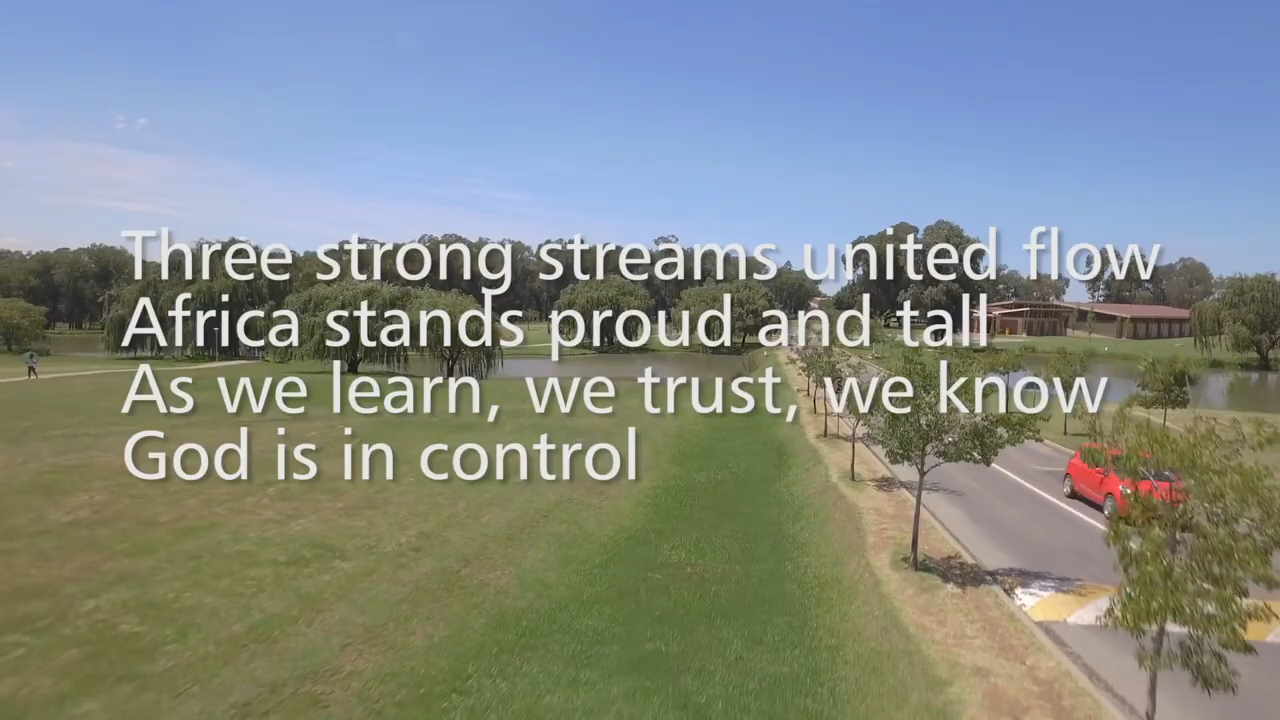 Three strong streams united flow
Africa stands proud and tall
As we learn, we trust, we know
God is in control